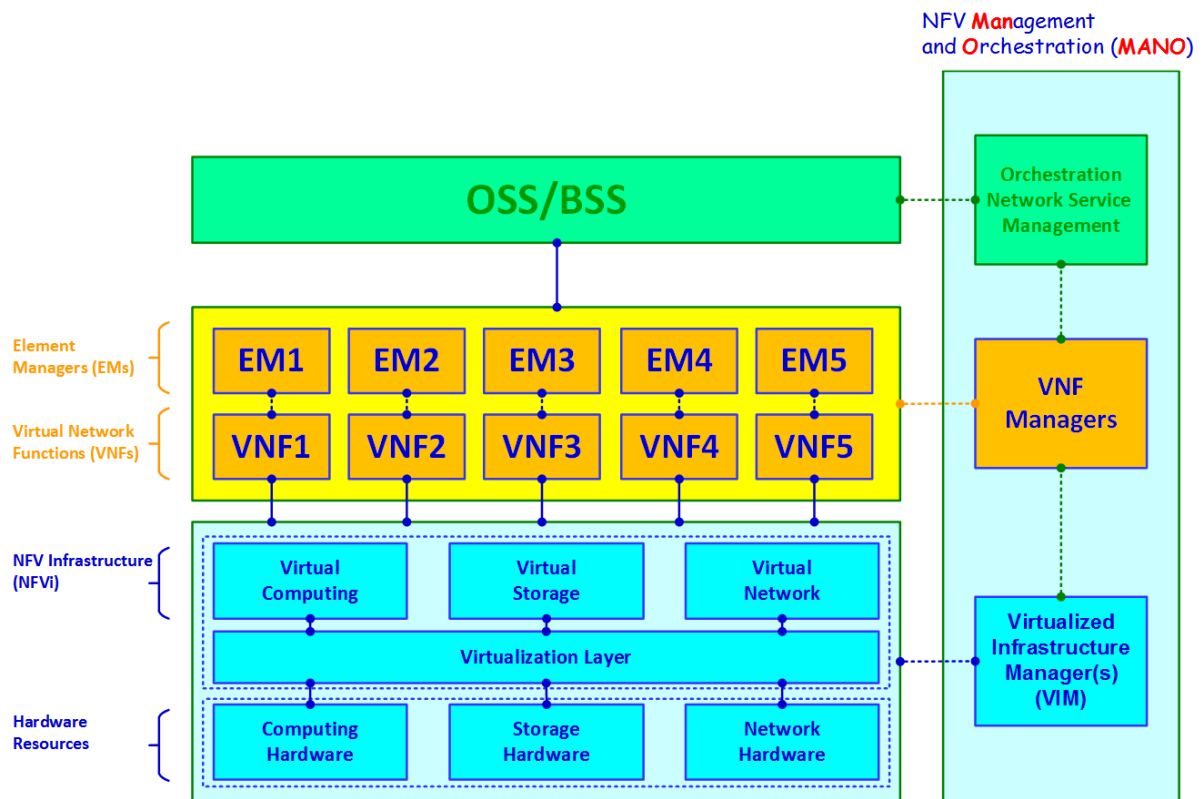 NFV Management
and Orchestration (MANO)
OSS/BSS
Orchestration
Network Service
Management
Element
Managers (EMs)
EM1
EM2
EM3
EM4
EM5
VNF
Managers
Virtual Network
Functions (VNFs)
VNF1
VNF2
VNF3
VNF4
VNF5
NFV Infrastructure
(NFVi)
Virtual
Computing
Virtual
Storage
Virtual
Network
Virtualization Layer
Virtualized
Infrastructure
Manager(s)
(VIM)
Hardware
Resources
Computing
Hardware
Storage
Hardware
Network
Hardware